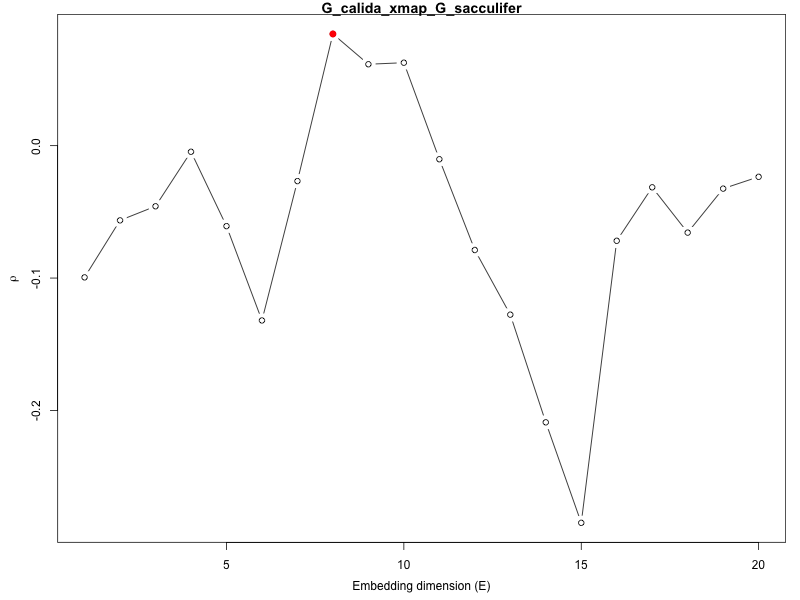 G_calida_xmap_G_sacculifer
0.0
-0.1
-0.2
ρ
5
10
15
20
Embedding dimension (E)